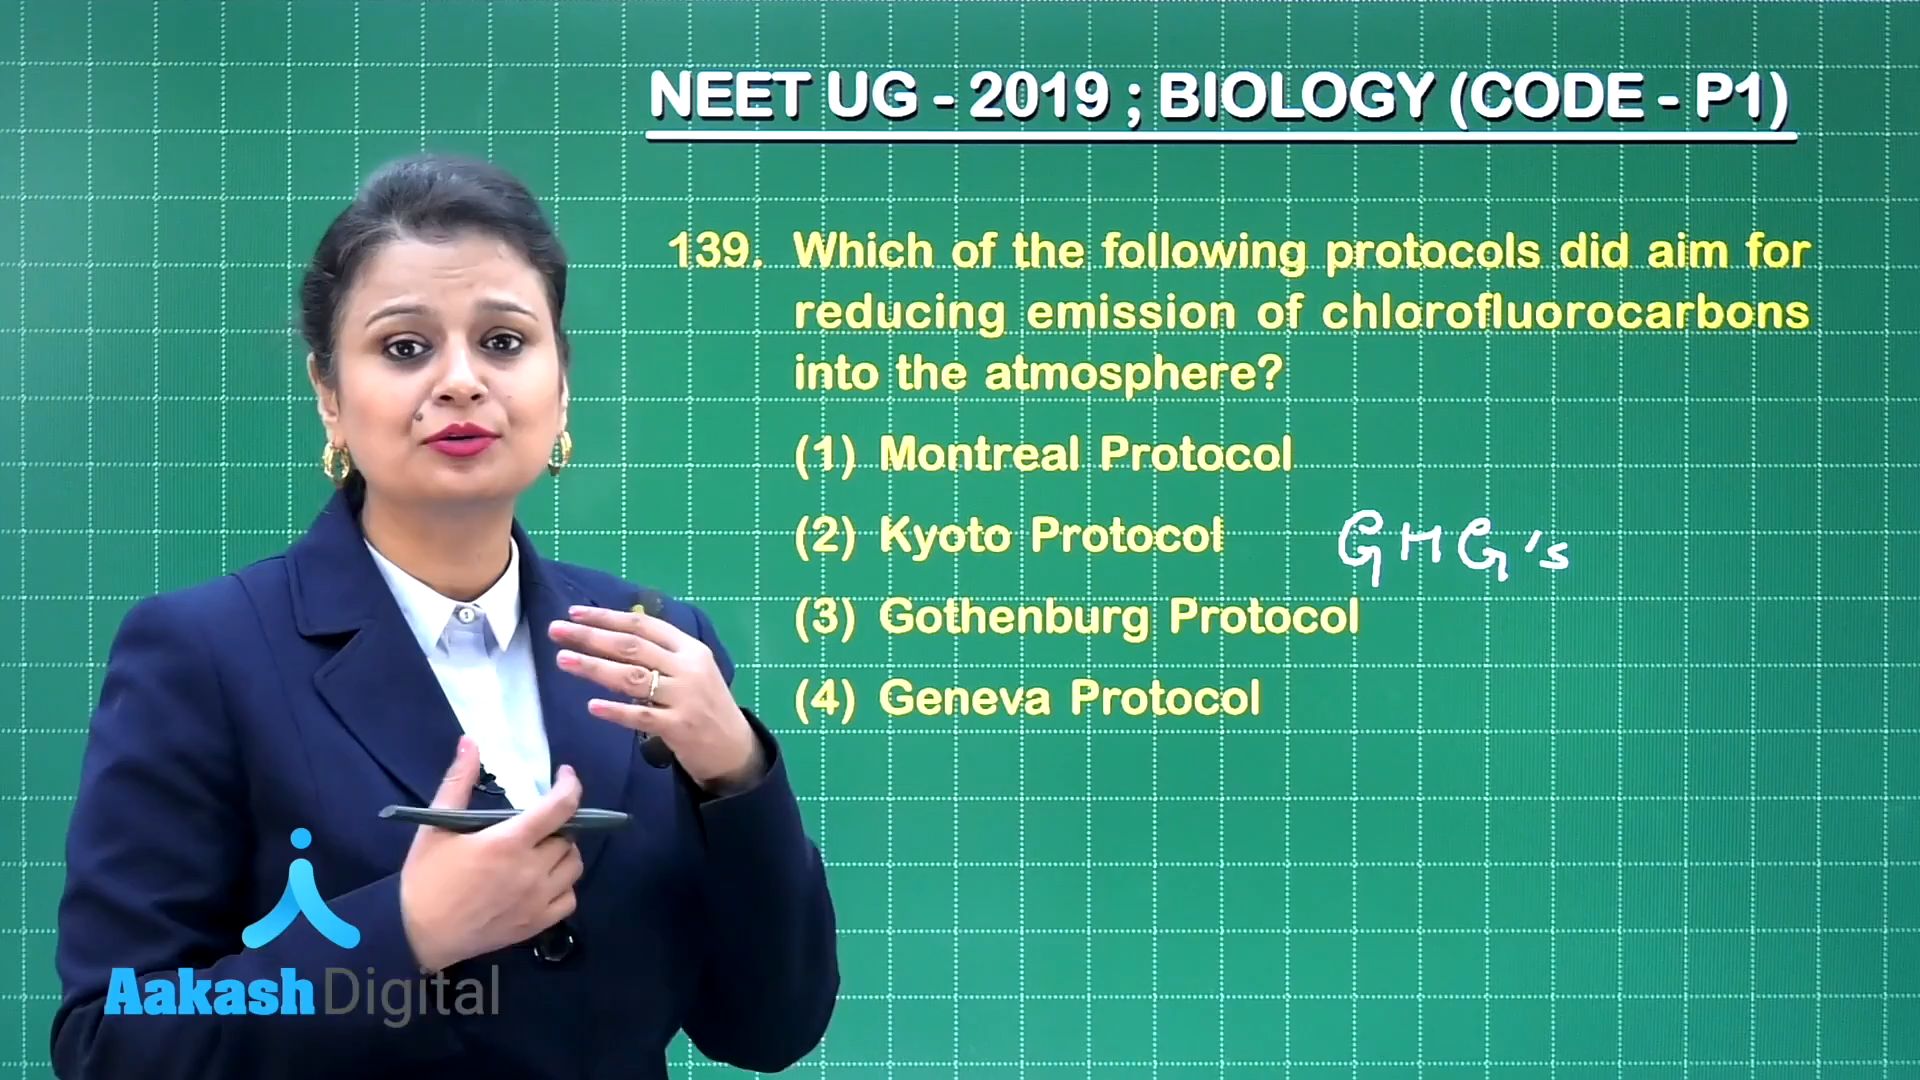 NEET UG - 2019 ; BIOLOGY (CODE - P1)
139. Which of the following protocols did aim for
reducing emission of chlorofluorocarbons
into the atmosphere?
(1) Montreal Protocol
(2) Kyoto Protocol GHG's
(3) Gothenburg Protocol
(4) Geneva Protocol
Aakash Digital